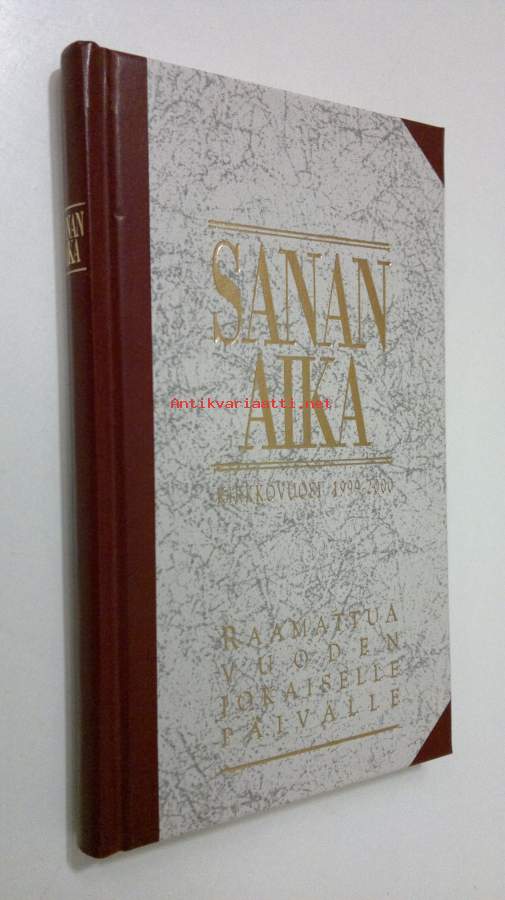 SANAN
AIKA
SANAN
AIKA
Antikvariaatti.net
KIRKKOVUOSI 1999-2000
RAAMATTUA
VUODEN
JOKAISELLE
PÄIVÄLLE